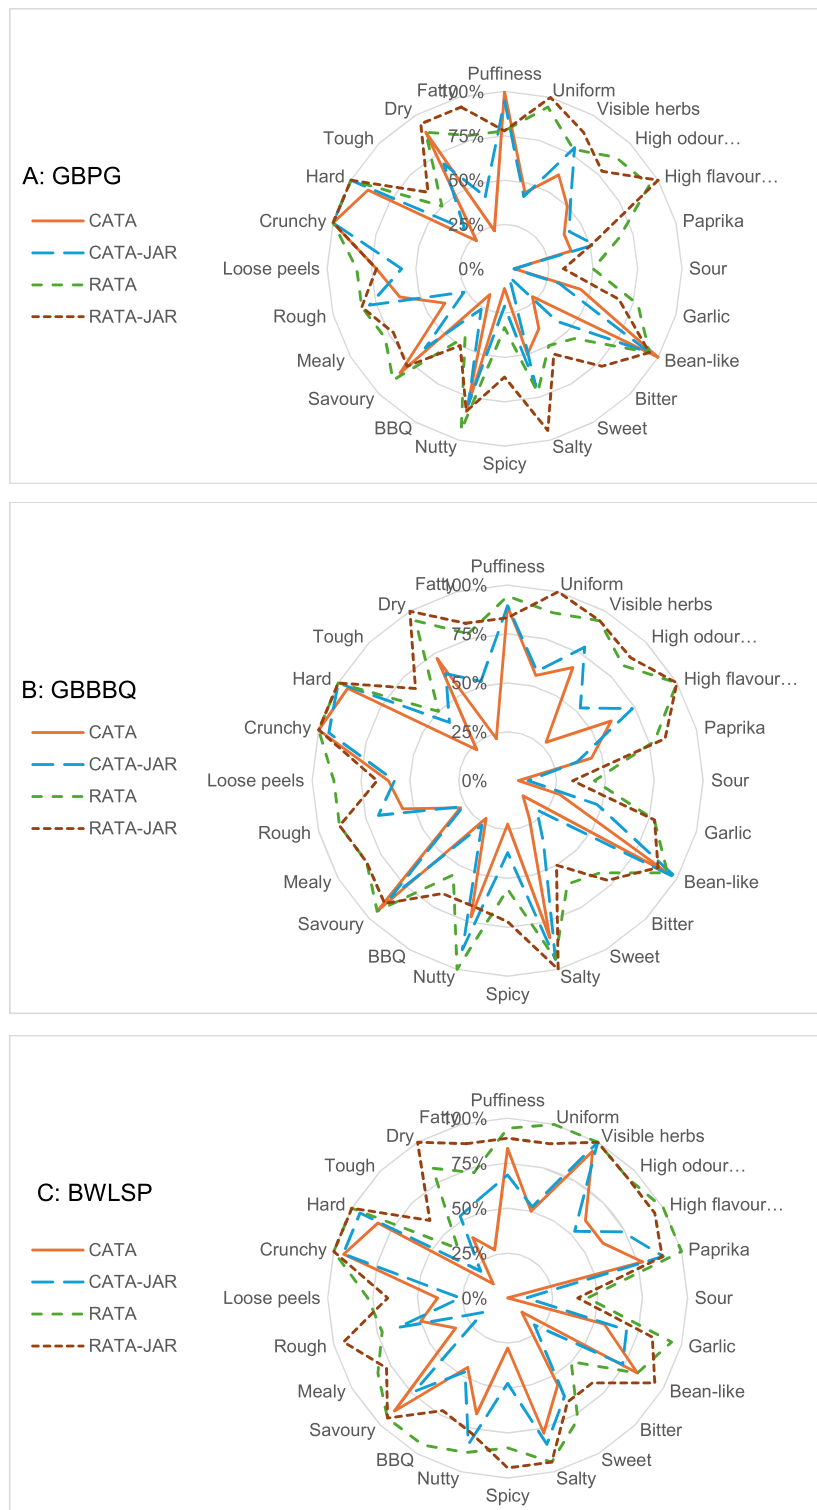 A: GBPG
CATA
CATA-JAR
RATA
RATA-JAR
Puffiness
Uniform
Visible herbs
High odour…
High flavour…
Paprika
Sour
Garlic
Bean-like
Bitter
Sweet
Salty
Spicy
Nutty
BBQ
Savoury
Mealy
Rough
Loose peels
Crunchy
Hard
Tough
Dry
Fatty
100%
75%
50%
25%
0%
B: GBBBQ
CATA
CATA-JAR
RATA
RATA-JAR
Puffiness
Uniform
Visible herbs
High odour…
High flavour…
Paprika
Sour
Garlic
Bean-like
Bitter
Sweet
Salty
Spicy
Nutty
BBQ
Savoury
Mealy
Rough
Loose peels
Crunchy
Hard
Tough
Dry
Fatty
100%
75%
50%
25%
0%
C: BWLSP
CATA
CATA-JAR
RATA
RATA-JAR
Puffiness
Uniform
Visible herbs
High odour…
High flavour…
Paprika
Sour
Garlic
Bean-like
Bitter
Sweet
Salty
Spicy
Nutty
BBQ
Savoury
Mealy
Rough
Loose peels
Crunchy
Hard
Tough
Dry
Fatty
100%
75%
50%
25%
0%